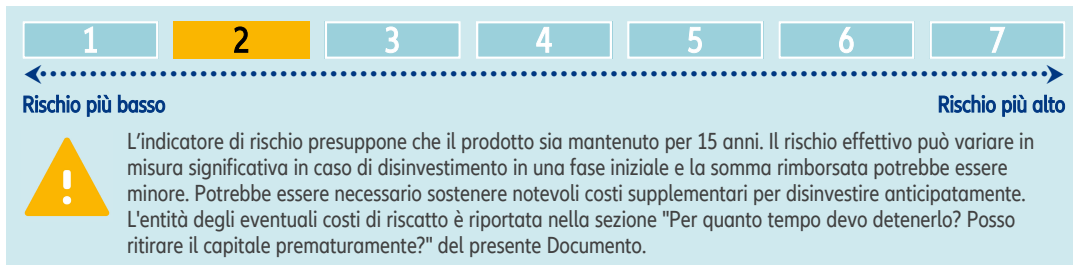 1 2 3 4 5 6 7
Rischio più basso Rischio più alto
L'indicatore di rischio presuppone che il prodotto sia mantenuto per 15 anni. Il rischio effettivo può variare in
misura significativa in caso di disinvestimento in una fase iniziale e la somma rimborsata potrebbe essere
minore. Potrebbe essere necessario sostenere notevoli costi supplementari per disinvestire anticipatamente.
L'entità degli eventuali costi di riscatto è riportata nella sezione "Per quanto tempo devo detenerlo? Posso
ritirare il capitale prematuramente?" del presente Documento.